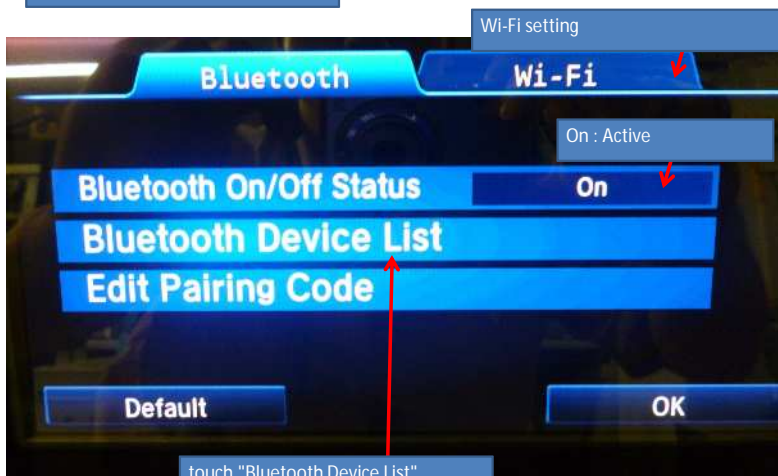 Wi-Fi setting
Bluetooth
Wi-Fi
On : Active
Bluetooth On/Off Status
On
Bluetooth Device List
Edit Pairing Code
Default
OK
touch "Bluetooth Device List"